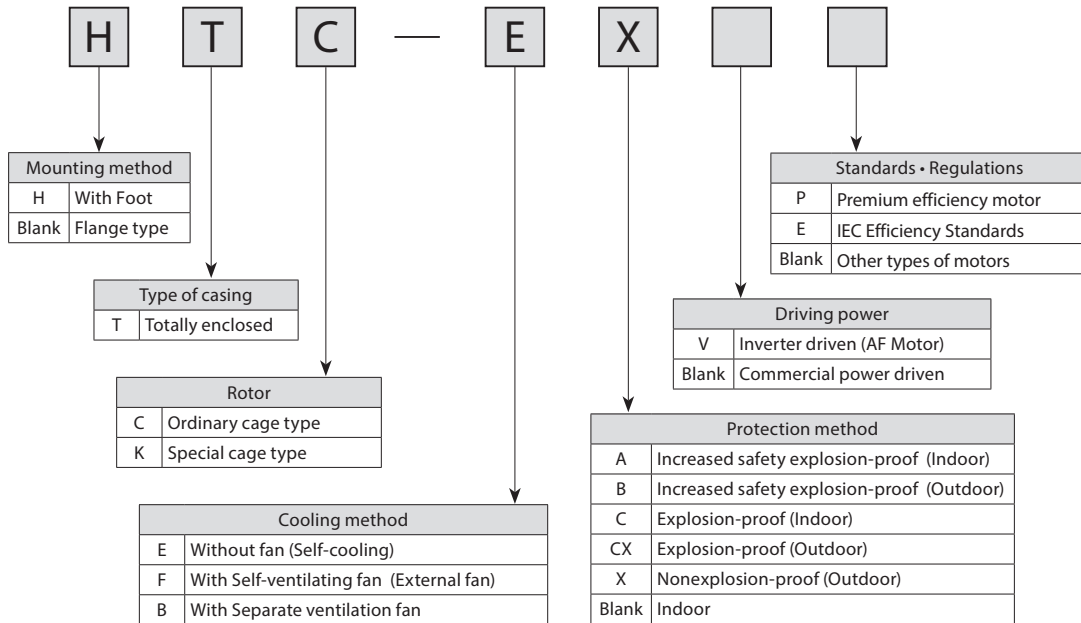 H T C — E X
Mounting method
H With Foot
Blank Flange type
Type of casing
T Totally enclosed
Rotor
C Ordinary cage type
K Special cage type
Cooling method
E Without fan (Self-cooling)
F With Self-ventilating fan (External fan)
B With Separate ventilation fan
Protection method
A Increased safety explosion-proof (Indoor)
B Increased safety explosion-proof (Outdoor)
C Explosion-proof (Indoor)
CX Explosion-proof (Outdoor)
X Nonexplosion-proof (Outdoor)
Blank Indoor
Driving power
V Inverter driven (AF Motor)
Blank Commercial power driven
Standards • Regulations
P Premium efficiency motor
E IEC Efficiency Standards
Blank Other types of motors